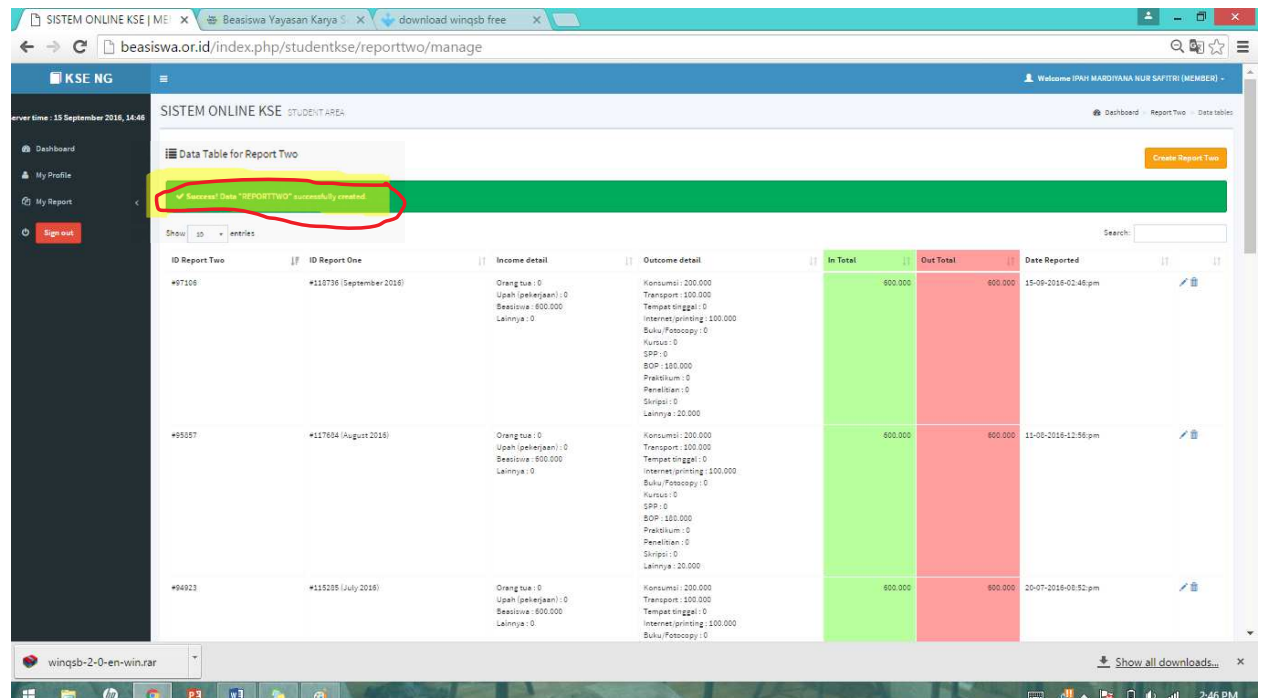 SISTEM ONLINE KSE | ME
Beasiswa Yayasan Karya S
download winqsb free
beasiswa.or.id/index.php/studentkse/reporttwo/manage
KSE NG
Welcome IPAH MARDIYANA NUR SAFITRI (MEMBER)
erver time : 15 September 2016, 14:46
SISTEM ONLINE KSE STUDENT AREA
Dashboard Report Two Data tables
Dashboard
My Profile
My Report
Sign out
Data Table for Report Two
Create Report Two
Success! Data "REPORTTWO" successfully created.
Show 10 entries
Search:
ID Report Two ID Report One Income detail Outcome detail In Total Out Total Date Reported
#97106 #118736 (September 2016)
Orang tua : 0
Upah (pekerjaan) : 0
Beasiswa : 600.000
Lainnya : 0
Konsumsi : 200.000
Transport : 100.000
Tempat tinggal : 0
Internet/printing : 100.000
Buku/Fotocopy : 0
Kursus : 0
SPP : 0
BOP : 180.000
Praktikum : 0
Penelitian : 0
Skripsi : 0
Lainnya : 20.000
600.000 600.000 15-09-2016-02:46:pm
#95857 #117604 (August 2016)
Orang tua : 0
Upah (pekerjaan) : 0
Beasiswa : 600.000
Lainnya : 0
Konsumsi : 200.000
Transport : 100.000
Tempat tinggal : 0
Internet/printing : 100.000
Buku/Fotocopy : 0
Kursus : 0
SPP : 0
BOP : 180.000
Praktikum : 0
Penelitian : 0
Skripsi : 0
Lainnya : 20.000
600.000 600.000 11-08-2016-12:56:pm
#94923 #115285 (July 2016)
Orang tua : 0
Upah (pekerjaan) : 0
Beasiswa : 600.000
Lainnya : 0
Konsumsi : 200.000
Transport : 100.000
Tempat tinggal : 0
Internet/printing : 100.000
Buku/Fotocopy : 0
600.000 600.000 20-07-2016-08:52:pm
winqsb-2-0-en-win.rar
Show all downloads...
2:46 PM